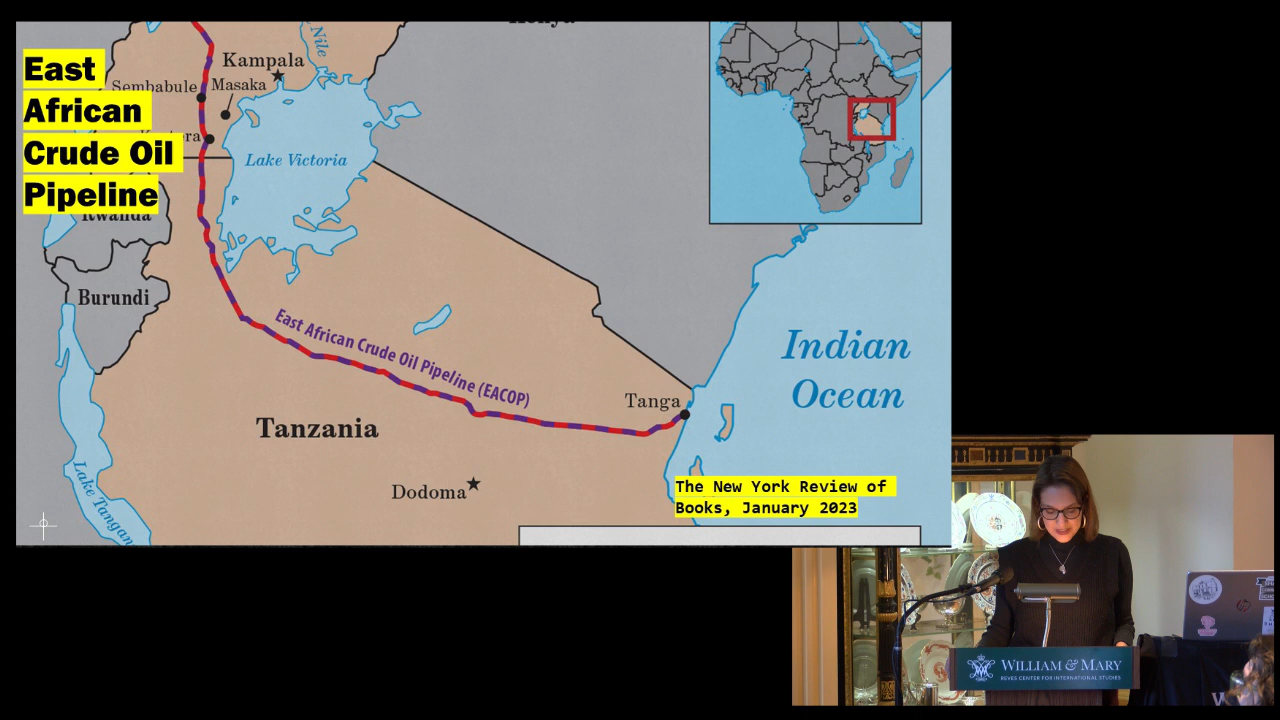 East
African
Crude Oil
Pipeline
Nile
Kampala
Sembabule
Masaka
Lake Victoria
Rwanda
Burundi
East African Crude Oil Pipeline (EACOP)
Indian
Ocean
Tanga
Tanzania
Dodoma
The New York Review of
Books, January 2023
WILLIAM & MARY
REVES CENTER FOR INTERNATIONAL STUDIES